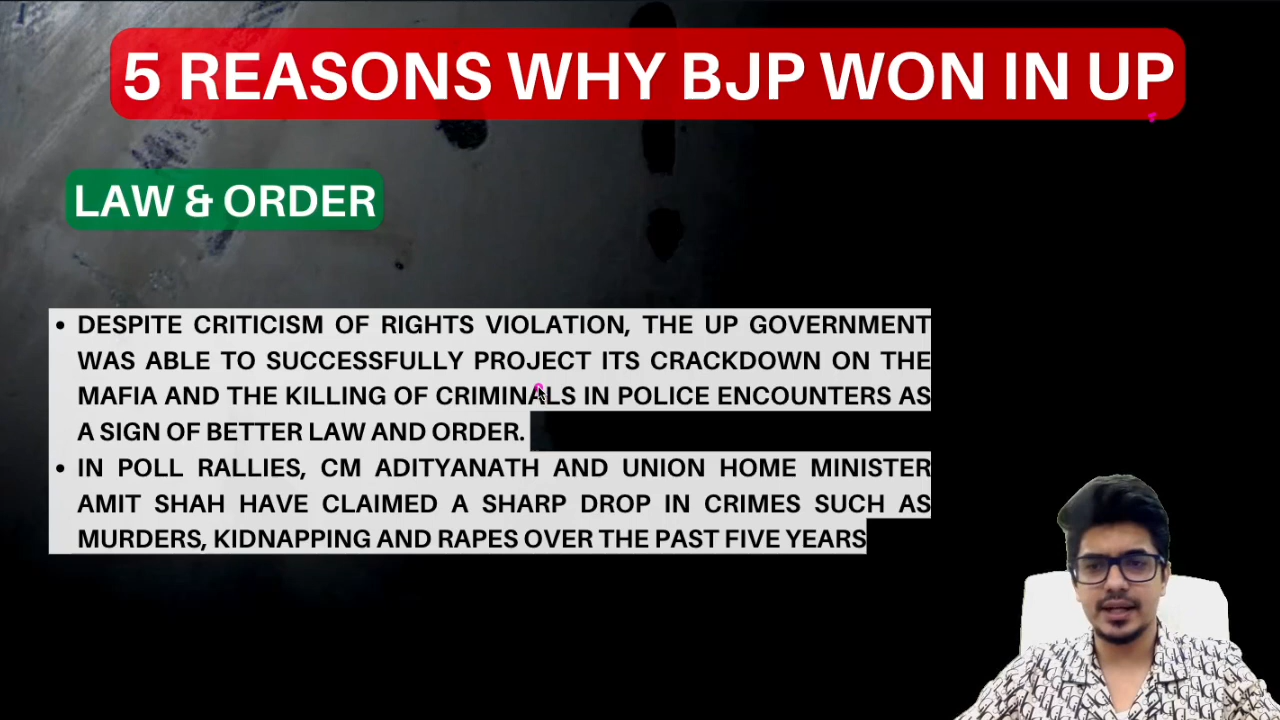 5 REASONS WHY BJP WON IN UP
LAW & ORDER
• DESPITE CRITICISM OF RIGHTS VIOLATION, THE UP GOVERNMENT
WAS ABLE TO SUCCESSFULLY PROJECT ITS CRACKDOWN ON THE
MAFIA AND THE KILLING OF CRIMINALS IN POLICE ENCOUNTERS AS
A SIGN OF BETTER LAW AND ORDER.
• IN POLL RALLIES, CM ADITYANATH AND UNION HOME MINISTER
AMIT SHAH HAVE CLAIMED A SHARP DROP IN CRIMES SUCH AS
MURDERS, KIDNAPPING AND RAPES OVER THE PAST FIVE YEARS